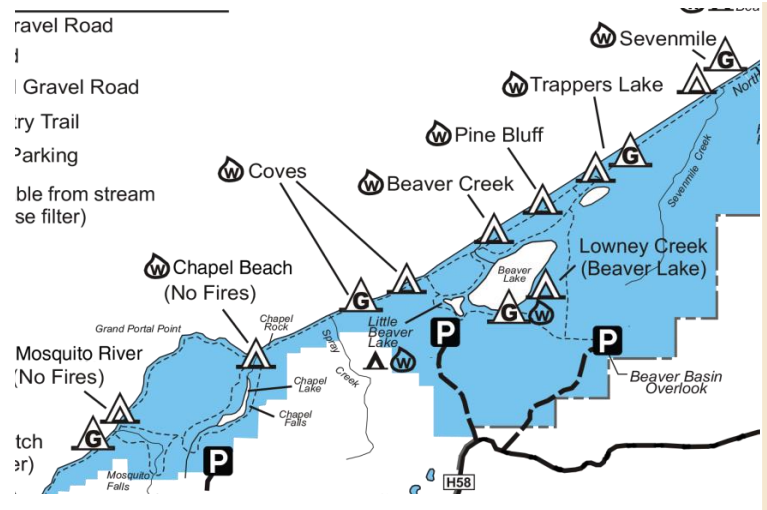 ravel Road
d
l Gravel Road
ry Trail
Parking
ble from stream
se filter)
W Sevenmile
G
W Trappers Lake
G
North
W Pine Bluff
Sevenmile Creek
W Coves
W Beaver Creek
Lowney Creek
(Beaver Lake)
W Chapel Beach
(No Fires)
Beaver
Lake
G
G
W
Chapel
Rock
Grand Portal Point
Little
Beaver
Lake
P
P
Spray
Creek
W
Mosquito River
(No Fires)
Beaver Basin
Overlook
Chapel
Lake
Chapel
Falls
G
tch
er)
P
Mosquito
Falls
H58